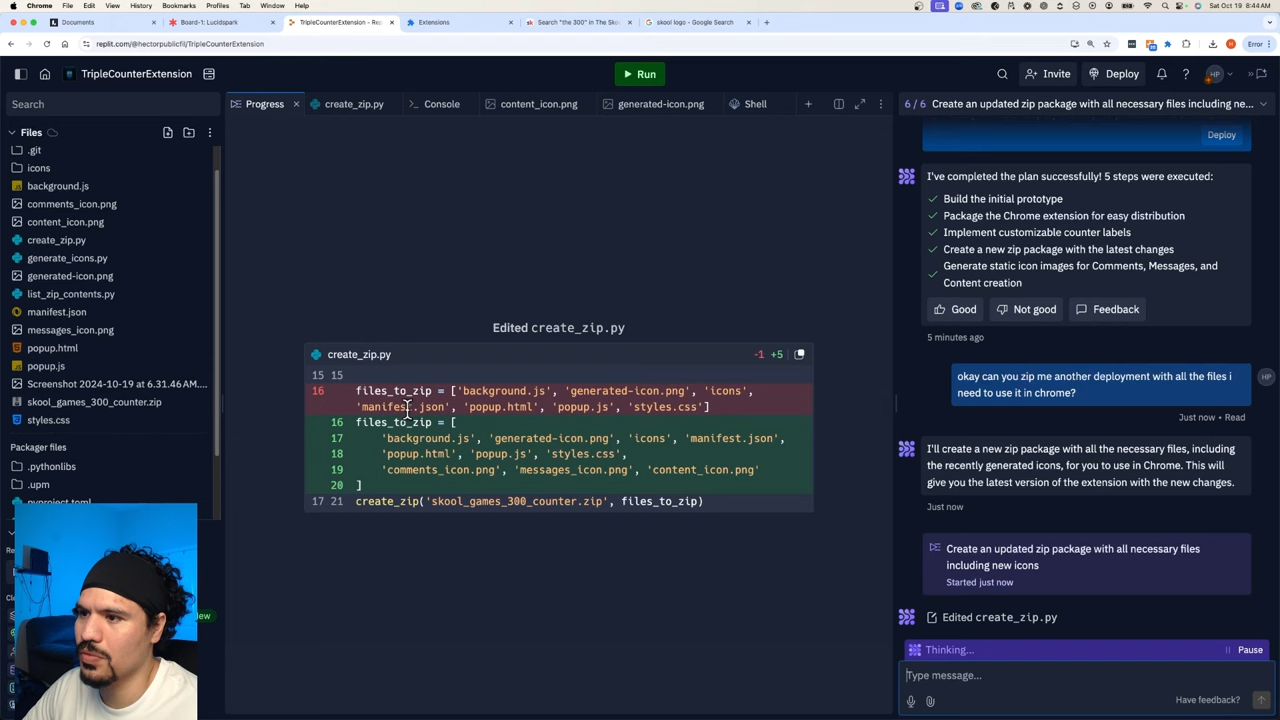 Chrome File Edit View History Bookmarks Profiles Tab Window Help Sat Oct 19 8:44 AM
Documents Board-1: Lucidspark TripleCounterExtension - Rep Extensions Search "the 300" in The Sko skool logo - Google Search
replit.com/@hectorpublicfil/TripleCounterExtension Error
TripleCounterExtension Run Invite Deploy HP
Search Progress create_zip.py Console content_icon.png generated-icon.png Shell 6 / 6 Create an updated zip package with all necessary files including ne...
Files
.git
icons
background.js
comments_icon.png
content_icon.png
create_zip.py
generate_icons.py
generated-icon.png
list_zip_contents.py
manifest.json
messages_icon.png
popup.html
popup.js
Screenshot 2024-10-19 at 6.31.46 AM....
skool_games_300_counter.zip
styles.css
Packager files
.pythonlibs
.upm
pyproject.toml
Edited create_zip.py
create_zip.py -1 +5
15 15
16 files_to_zip = ['background.js', 'generated-icon.png', 'icons',
'manifest.json', 'popup.html', 'popup.js', 'styles.css']
16 files_to_zip = [
17 'background.js', 'generated-icon.png', 'icons', 'manifest.json',
18 'popup.html', 'popup.js', 'styles.css',
19 'comments_icon.png', 'messages_icon.png', 'content_icon.png'
20 ]
17 21 create_zip('skool_games_300_counter.zip', files_to_zip)
Deploy
I've completed the plan successfully! 5 steps were executed:
Build the initial prototype
Package the Chrome extension for easy distribution
Implement customizable counter labels
Create a new zip package with the latest changes
Generate static icon images for Comments, Messages, and
Content creation
Good Not good Feedback
5 minutes ago
okay can you zip me another deployment with all the files i
need to use it in chrome?
HP
Just now • Read
I'll create a new zip package with all necessary files, including
the recently generated icons, for you to use in Chrome. This will
give you the latest version of the extension with the new changes.
Just now
Create an updated zip package with all necessary files
including new icons
Started just now
Edited create_zip.py
Thinking... Pause
Type message...
Have feedback?